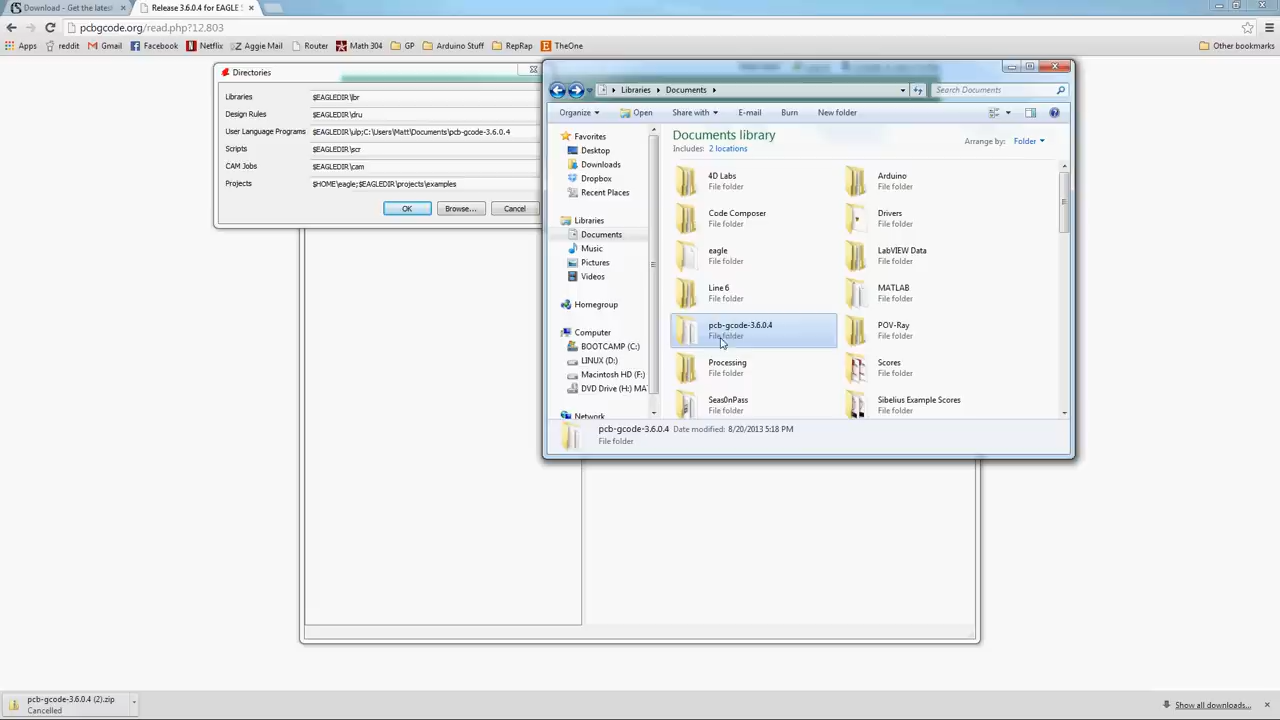 Download - Get the latest
Release 3.6.0.4 for EAGLE 5
pcbgcode.org/read.php?12,803
Apps
reddit
Gmail
Facebook
Netflix
Aggie Mail
Router
Math 304
GP
Arduino Stuff
RepRap
TheOne
Other bookmarks
Directories
Libraries
$EAGLEDIR\lbr
Design Rules
$EAGLEDIR\dru
User Language Programs
$EAGLEDIR\ulp;C:\Users\Matt\Documents\pcb-gcode-3.6.0.4
Scripts
$EAGLEDIR\scr
CAM Jobs
$EAGLEDIR\cam
Projects
$HOME\eagle;$EAGLEDIR\projects\examples
OK
Browse...
Cancel
Libraries
Documents
Search Documents
Organize
Open
Share with
E-mail
Burn
New folder
Favorites
Desktop
Downloads
Dropbox
Recent Places
Libraries
Documents
Music
Pictures
Videos
Homegroup
Computer
BOOTCAMP (C:)
LINUX (D:)
Macintosh HD (F:)
DVD Drive (H:) MA
Network
Documents library
Includes: 2 locations
Arrange by: Folder
4D Labs
File folder
Arduino
File folder
Code Composer
File folder
Drivers
File folder
eagle
File folder
LabVIEW Data
File folder
Line 6
File folder
MATLAB
File folder
pcb-gcode-3.6.0.4
File folder
POV-Ray
File folder
Processing
File folder
Scores
File folder
Seas0nPass
File folder
Sibelius Example Scores
File folder
pcb-gcode-3.6.0.4 Date modified: 8/20/2013 5:18 PM
File folder
pcb-gcode-3.6.0.4 (2).zip
Cancelled
Show all downloads...